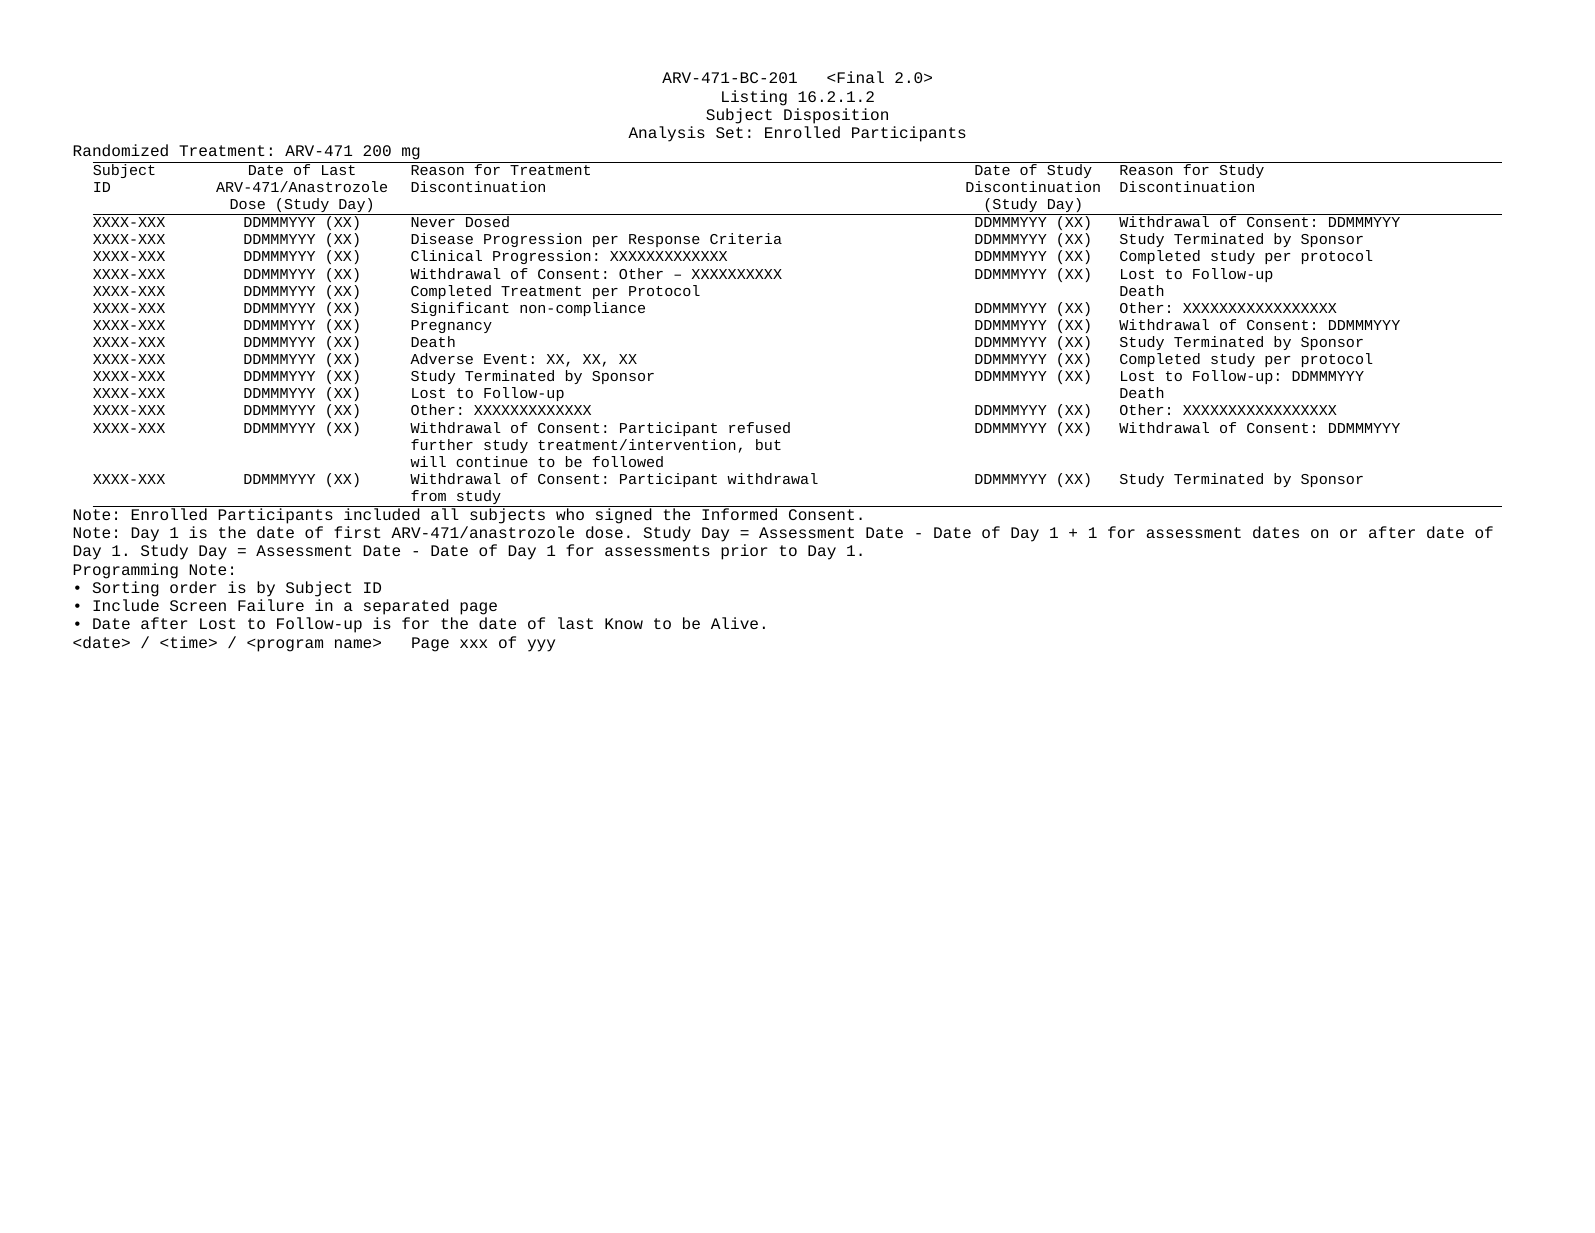 ARV-471-BC-201   <Final 2.0>
Listing 16.2.1.2
Subject Disposition
Analysis Set: Enrolled Participants
Randomized Treatment: ARV-471 200 mg
Subject Date of Last Reason for Treatment Date of Study Reason for Study
ID ARV-471/Anastrozole Discontinuation Discontinuation Discontinuation
Dose (Study Day) (Study Day)
XXXX-XXX DDMMMYYY (XX) Never Dosed DDMMMYYY (XX) Withdrawal of Consent: DDMMMYYY
XXXX-XXX DDMMMYYY (XX) Disease Progression per Response Criteria DDMMMYYY (XX) Study Terminated by Sponsor
XXXX-XXX DDMMMYYY (XX) Clinical Progression: XXXXXXXXXXXXX DDMMMYYY (XX) Completed study per protocol
XXXX-XXX DDMMMYYY (XX) Withdrawal of Consent: Other – XXXXXXXXXX DDMMMYYY (XX) Lost to Follow-up
XXXX-XXX DDMMMYYY (XX) Completed Treatment per Protocol Death
XXXX-XXX DDMMMYYY (XX) Significant non-compliance DDMMMYYY (XX) Other: XXXXXXXXXXXXXXXXX
XXXX-XXX DDMMMYYY (XX) Pregnancy DDMMMYYY (XX) Withdrawal of Consent: DDMMMYYY
XXXX-XXX DDMMMYYY (XX) Death DDMMMYYY (XX) Study Terminated by Sponsor
XXXX-XXX DDMMMYYY (XX) Adverse Event: XX, XX, XX DDMMMYYY (XX) Completed study per protocol
XXXX-XXX DDMMMYYY (XX) Study Terminated by Sponsor DDMMMYYY (XX) Lost to Follow-up: DDMMMYYY
XXXX-XXX DDMMMYYY (XX) Lost to Follow-up Death
XXXX-XXX DDMMMYYY (XX) Other: XXXXXXXXXXXXX DDMMMYYY (XX) Other: XXXXXXXXXXXXXXXXX
XXXX-XXX DDMMMYYY (XX) Withdrawal of Consent: Participant refused DDMMMYYY (XX) Withdrawal of Consent: DDMMMYYY
further study treatment/intervention, but
will continue to be followed
XXXX-XXX DDMMMYYY (XX) Withdrawal of Consent: Participant withdrawal DDMMMYYY (XX) Study Terminated by Sponsor
from study
Note: Enrolled Participants included all subjects who signed the Informed Consent.
Note: Day 1 is the date of first ARV-471/anastrozole dose. Study Day = Assessment Date - Date of Day 1 + 1 for assessment dates on or after date of
Day 1. Study Day = Assessment Date - Date of Day 1 for assessments prior to Day 1.
Programming Note:
• Sorting order is by Subject ID
• Include Screen Failure in a separated page
• Date after Lost to Follow-up is for the date of last Know to be Alive.
<date> / <time> / <program name>   Page xxx of yyy